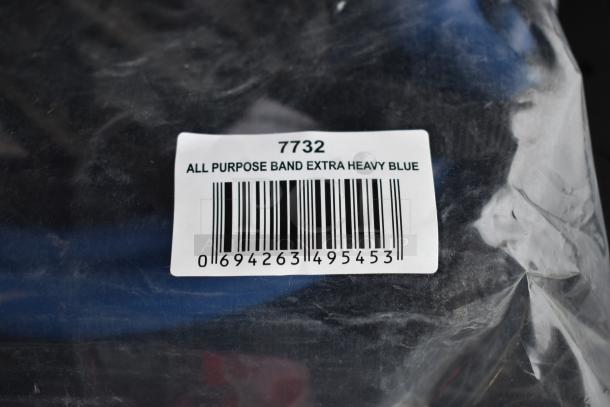 7732
ALL PURPOSE BAND EXTRA HEAVY BLUE
0 694263 495453